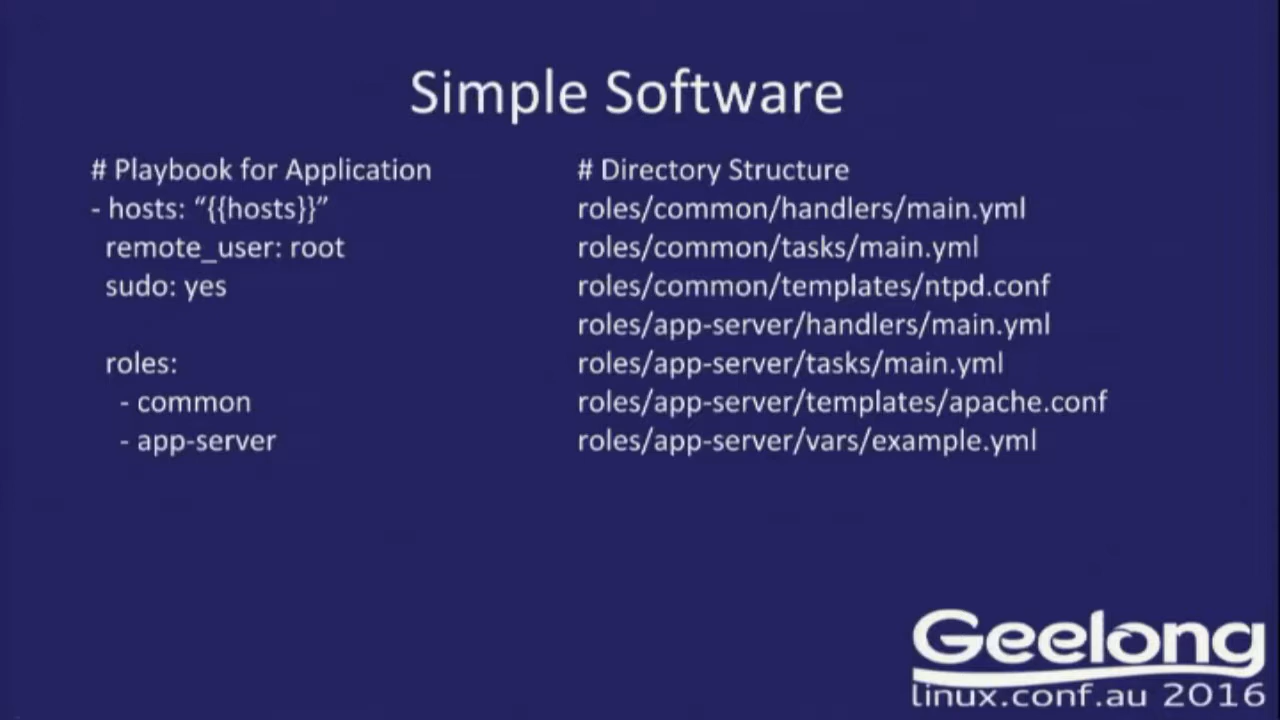 Simple Software
# Playbook for Application
- hosts: “{{hosts}}”
remote_user: root
sudo: yes
roles:
- common
- app-server
# Directory Structure
roles/common/handlers/main.yml
roles/common/tasks/main.yml
roles/common/templates/ntpd.conf
roles/app-server/handlers/main.yml
roles/app-server/tasks/main.yml
roles/app-server/templates/apache.conf
roles/app-server/vars/example.yml
Geelong
linux.conf.au 2016